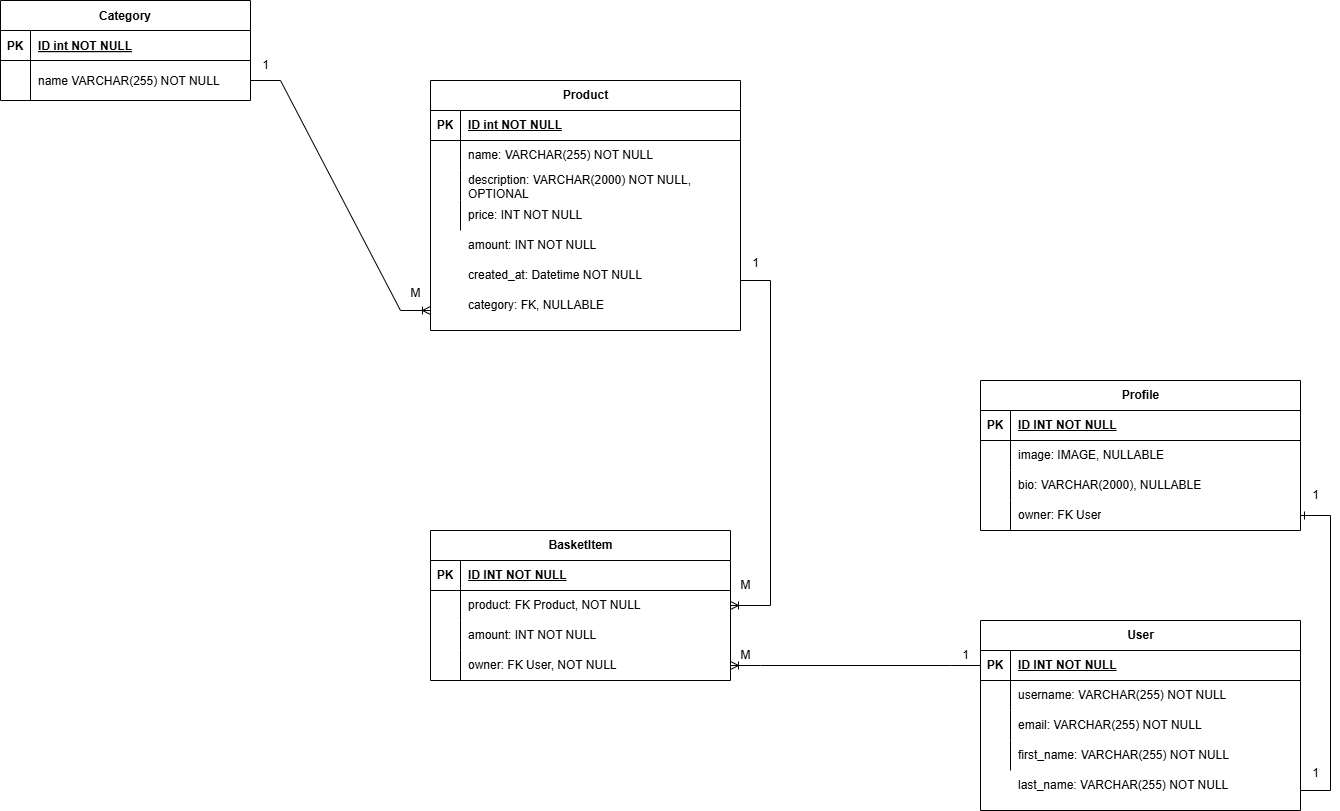 Category
PK ID int NOT NULL
name VARCHAR(255) NOT NULL
1
Product
PK ID int NOT NULL
name: VARCHAR(255) NOT NULL
description: VARCHAR(2000) NOT NULL,
OPTIONAL
price: INT NOT NULL
amount: INT NOT NULL
created_at: Datetime NOT NULL
category: FK, NULLABLE
M
1
Profile
PK ID INT NOT NULL
image: IMAGE, NULLABLE
bio: VARCHAR(2000), NULLABLE
owner: FK User
1
BasketItem
PK ID INT NOT NULL
product: FK Product, NOT NULL
amount: INT NOT NULL
owner: FK User, NOT NULL
M
M
1
User
PK ID INT NOT NULL
username: VARCHAR(255) NOT NULL
email: VARCHAR(255) NOT NULL
first_name: VARCHAR(255) NOT NULL
last_name: VARCHAR(255) NOT NULL
1